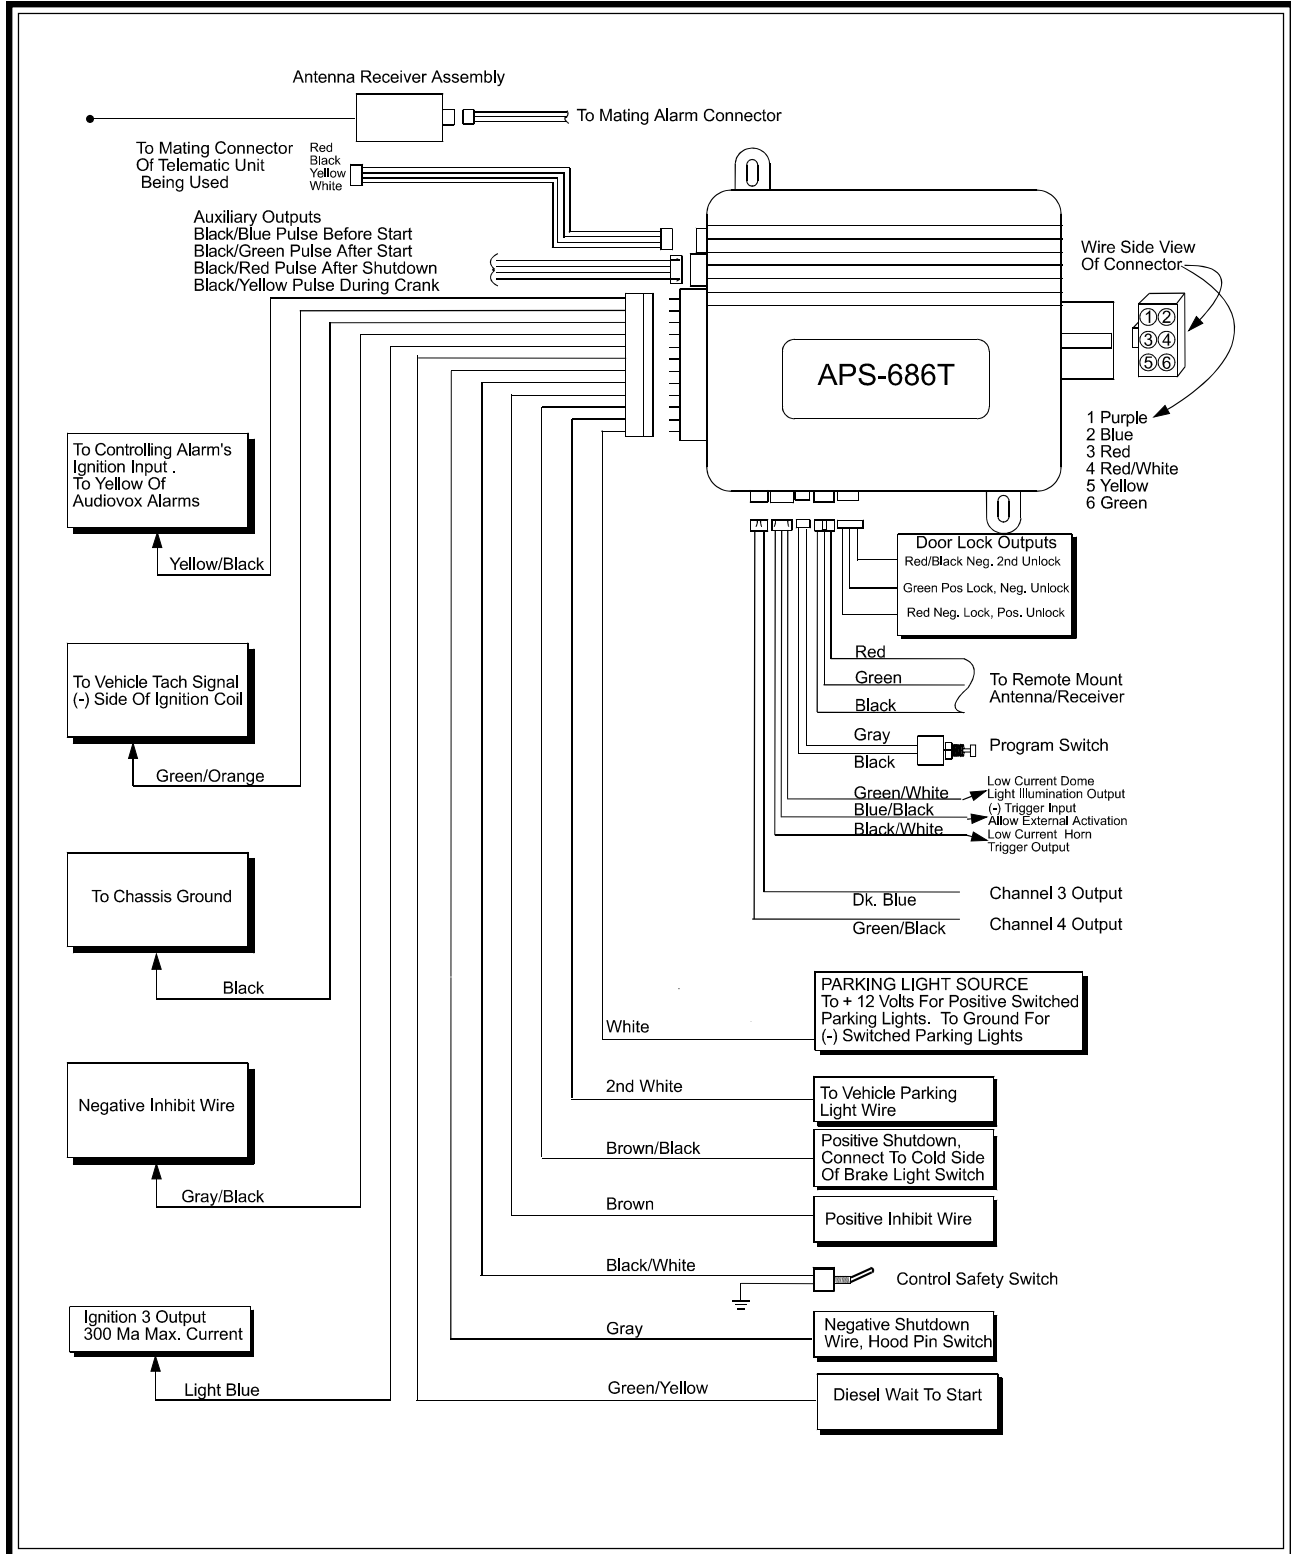 Antenna Receiver Assembly
To Mating Alarm Connector
To Mating Connector
Of Telematic Unit
Being Used
Red
Black
Yellow
White
Auxiliary Outputs
Black/Blue Pulse Before Start
Black/Green Pulse After Start
Black/Red Pulse After Shutdown
Black/Yellow Pulse During Crank
Wire Side View
Of Connector
1 2
3 4
5 6
APS-686T
1 Purple
2 Blue
3 Red
4 Red/White
5 Yellow
6 Green
To Controlling Alarm's
Ignition Input .
To Yellow Of
Audiovox Alarms
Yellow/Black
Door Lock Outputs
Red/Black Neg. 2nd Unlock
Green Pos Lock, Neg. Unlock
Red Neg. Lock, Pos. Unlock
To Vehicle Tach Signal
(-) Side Of Ignition Coil
Green/Orange
Red
Green
Black
To Remote Mount
Antenna/Receiver
Gray
Black
Program Switch
Green/White
Blue/Black
Black/White
Low Current Dome
Light Illumination Output
(-) Trigger Input
Allow External Activation
Low Current Horn
Trigger Output
To Chassis Ground
Black
Dk. Blue
Channel 3 Output
Green/Black
Channel 4 Output
White
PARKING LIGHT SOURCE
To + 12 Volts For Positive Switched
Parking Lights. To Ground For
(-) Switched Parking Lights
Negative Inhibit Wire
Gray/Black
2nd White
To Vehicle Parking
Light Wire
Brown/Black
Positive Shutdown,
Connect To Cold Side
Of Brake Light Switch
Brown
Positive Inhibit Wire
Black/White
Control Safety Switch
Ignition 3 Output
300 Ma Max. Current
Light Blue
Gray
Negative Shutdown
Wire, Hood Pin Switch
Green/Yellow
Diesel Wait To Start